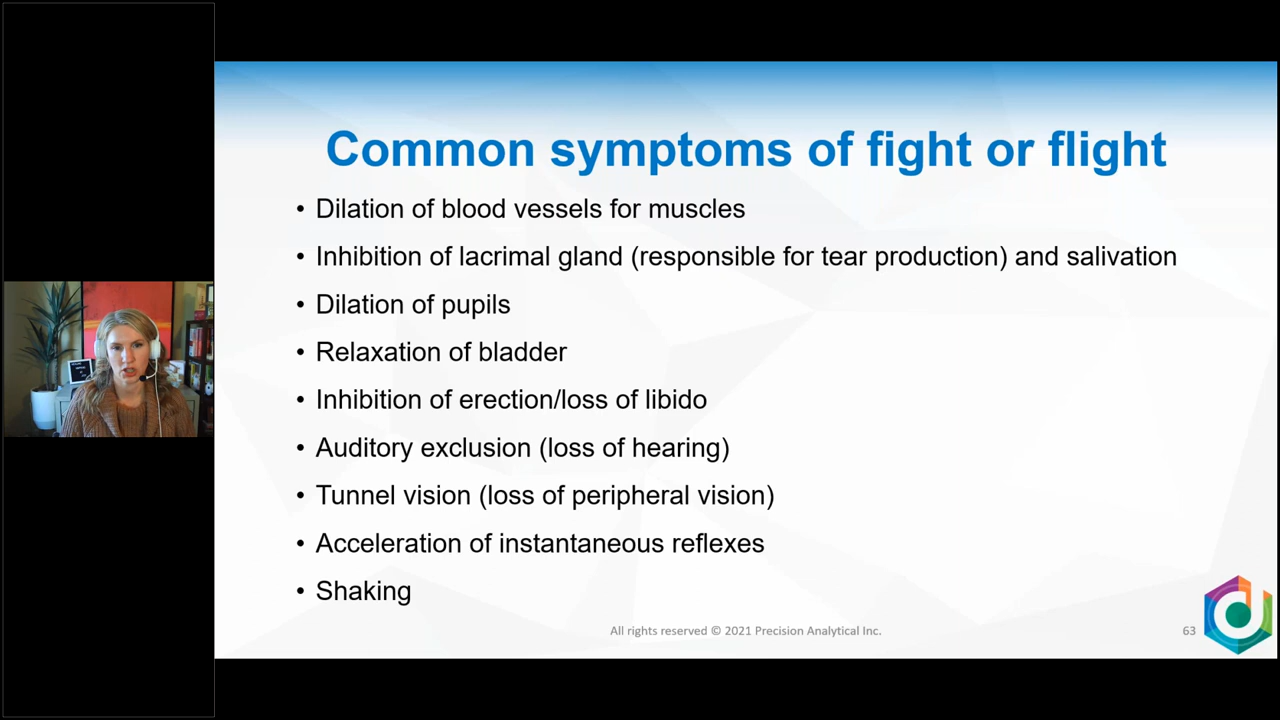 Common symptoms of fight or flight
• Dilation of blood vessels for muscles
• Inhibition of lacrimal gland (responsible for tear production) and salivation
• Dilation of pupils
• Relaxation of bladder
• Inhibition of erection/loss of libido
• Auditory exclusion (loss of hearing)
• Tunnel vision (loss of peripheral vision)
• Acceleration of instantaneous reflexes
• Shaking
All rights reserved © 2021 Precision Analytical Inc.
63